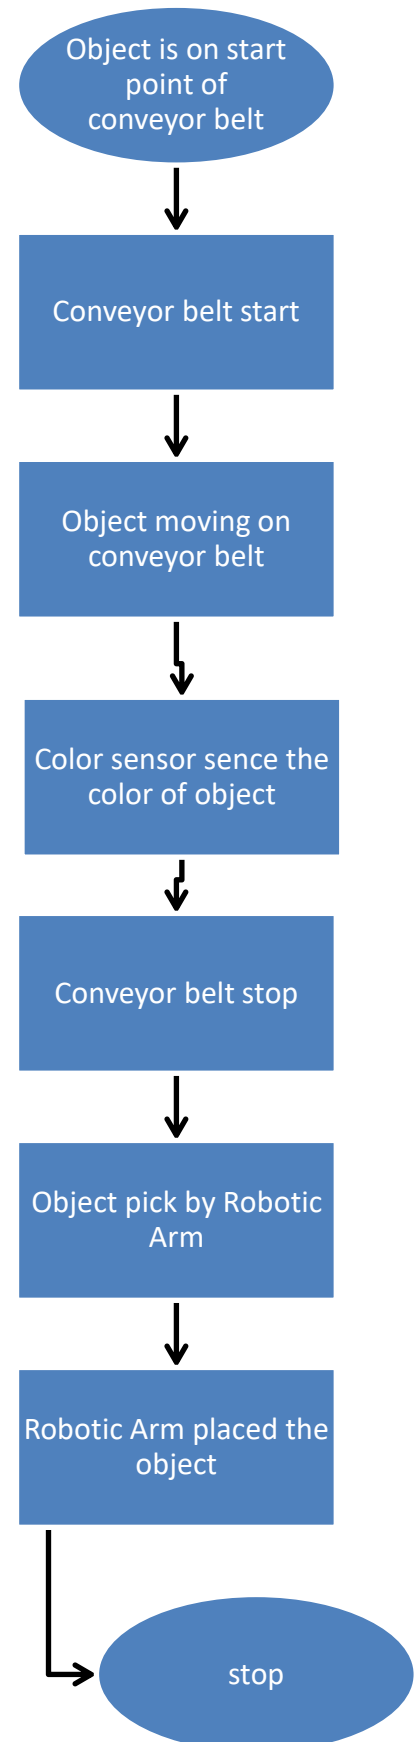 Object is on start
point of
conveyor belt
Conveyor belt start
Object moving on
conveyor belt
Color sensor sence the
color of object
Conveyor belt stop
Object pick by Robotic
Arm
Robotic Arm placed the
object
stop